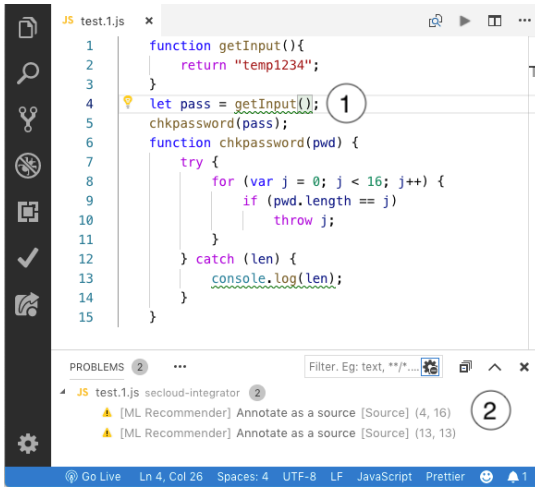 JS test.1.js ×
1 function getInput(){
2 return "temp1234";
3 }
4 let pass = getInput(); 1
5 chkpassword(pass);
6 function chkpassword(pwd) {
7 try {
8 for (var j = 0; j < 16; j++) {
9 if (pwd.length == j)
10 throw j;
11 }
12 } catch (len) {
13 console.log(len);
14 }
15 }
PROBLEMS 2 ··· Filter. Eg: text, **/*....
JS test.1.js secloud-integrator 2
[ML Recommender] Annotate as a source [Source] (4, 16) 2
[ML Recommender] Annotate as a source [Source] (13, 13)
Go Live Ln 4, Col 26 Spaces: 4 UTF-8 LF JavaScript Prettier 1